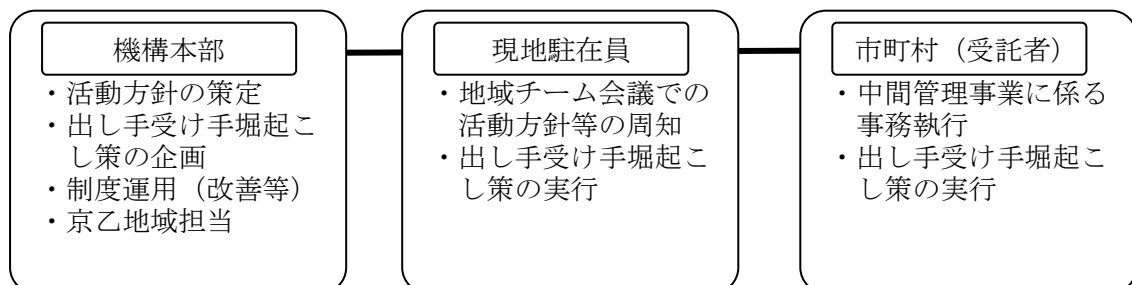 機構本部
・活動方針の策定
・出し手受け手堀起こ
し策の企画
・制度運用（改善等）
・京乙地域担当
現地駐在員
・地域チーム会議での
活動方針等の周知
・出し手受け手堀起こ
し策の実行
市町村（受託者）
・中間管理事業に係る
事務執行
・出し手受け手堀起こ
し策の実行